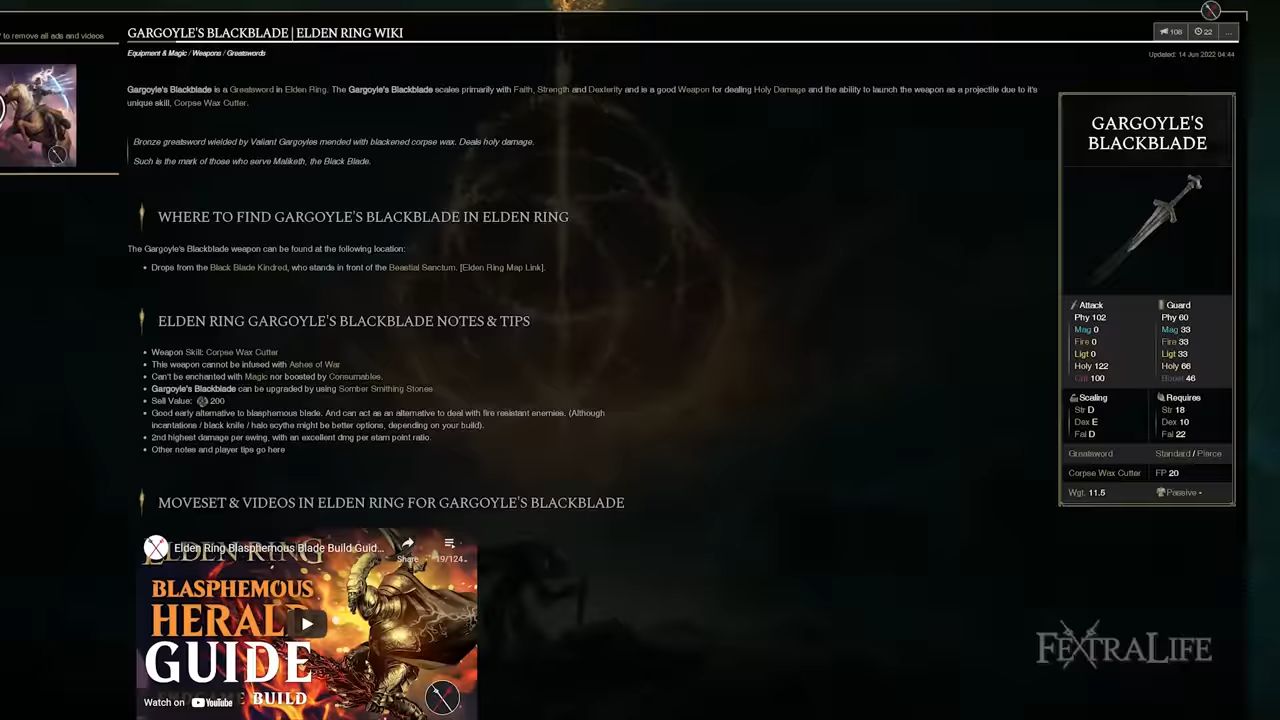 to remove all ads and videos
GARGOYLE'S BLACKBLADE | ELDEN RING WIKI
108
22
...
Equipment & Magic / Weapons / Greatswords
Updated: 14 Jun 2022 04:44
Gargoyle's Blackblade is a Greatsword in Elden Ring. The Gargoyle's Blackblade scales primarily with Faith, Strength and Dexterity and is a good Weapon for dealing Holy Damage and the ability to launch the weapon as a projectile due to it's
unique skill, Corpse Wax Cutter.
Bronze greatsword wielded by Valiant Gargoyles mended with blackened corpse wax. Deals holy damage.
Such is the mark of those who serve Maliketh, the Black Blade.
WHERE TO FIND GARGOYLE'S BLACKBLADE IN ELDEN RING
The Gargoyle's Blackblade weapon can be found at the following location:
Drops from the Black Blade Kindred, who stands in front of the Beastial Sanctum. [Elden Ring Map Link].
ELDEN RING GARGOYLE'S BLACKBLADE NOTES & TIPS
Weapon Skill: Corpse Wax Cutter
This weapon cannot be infused with Ashes of War
Can't be enchanted with Magic nor boosted by Consumables.
Gargoyle's Blackblade can be upgraded by using Somber Smithing Stones
Sell Value: 200
Good early alternative to blasphemous blade. And can act as an alternative to deal with fire resistant enemies. (Although
incantations / black knife / halo scythe might be better options, depending on your build).
2nd highest damage per swing, with an excellent dmg per stam point ratio.
Other notes and player tips go here
MOVESET & VIDEOS IN ELDEN RING FOR GARGOYLE'S BLACKBLADE
Elden Ring Blasphemous Blade Build Guid...
Share
19/124
ELDEN RING
BLASPHEMOUS
HERALD
GUIDE
BUILD
Watch on YouTube
GARGOYLE'S
BLACKBLADE
Attack Guard
Phy 102 Phy 60
Mag 0 Mag 33
Fire 0 Fire 33
Ligt 0 Ligt 33
Holy 122 Holy 66
Crit 100 Boost 46
Scaling Requires
Str D Str 18
Dex E Dex 10
Fai D Fai 22
Greatsword Standard / Pierce
Corpse Wax Cutter FP 20
Wgt. 11.5 Passive -
FEXTRALIFE